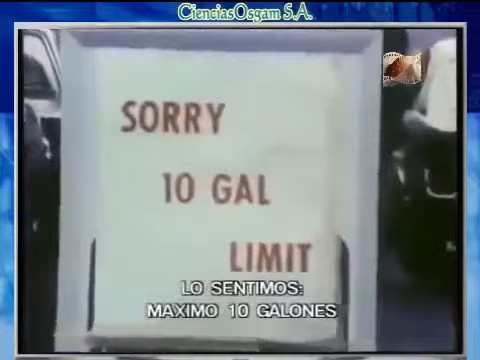 CienciasOsgam S.A.
SORRY
10 GAL
LIMIT
LO SENTIMOS:
MAXIMO 10 GALONES